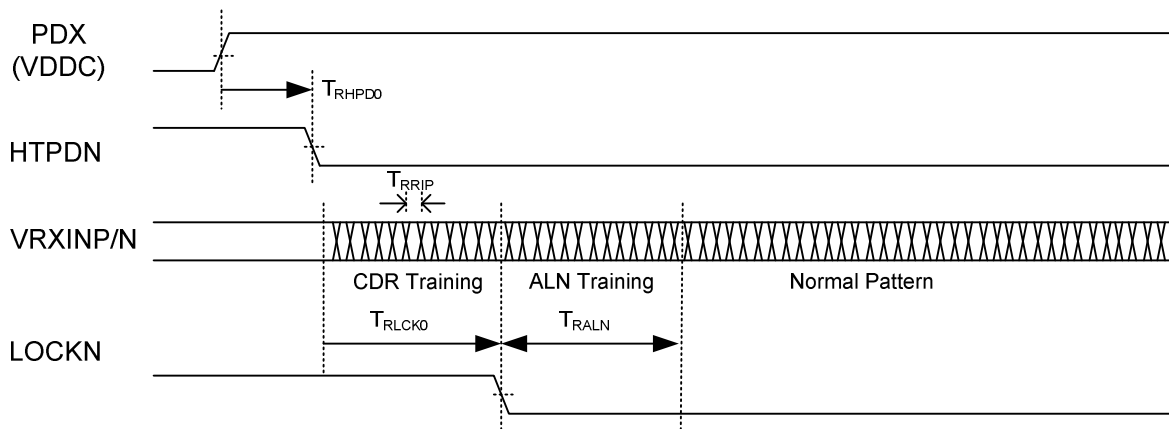 PDX
(VDDC)
TRHPD0
HTPDN
TRRIP
VRXINP/N
CDR Training
ALN Training
Normal Pattern
TRLCK0
TRALN
LOCKN